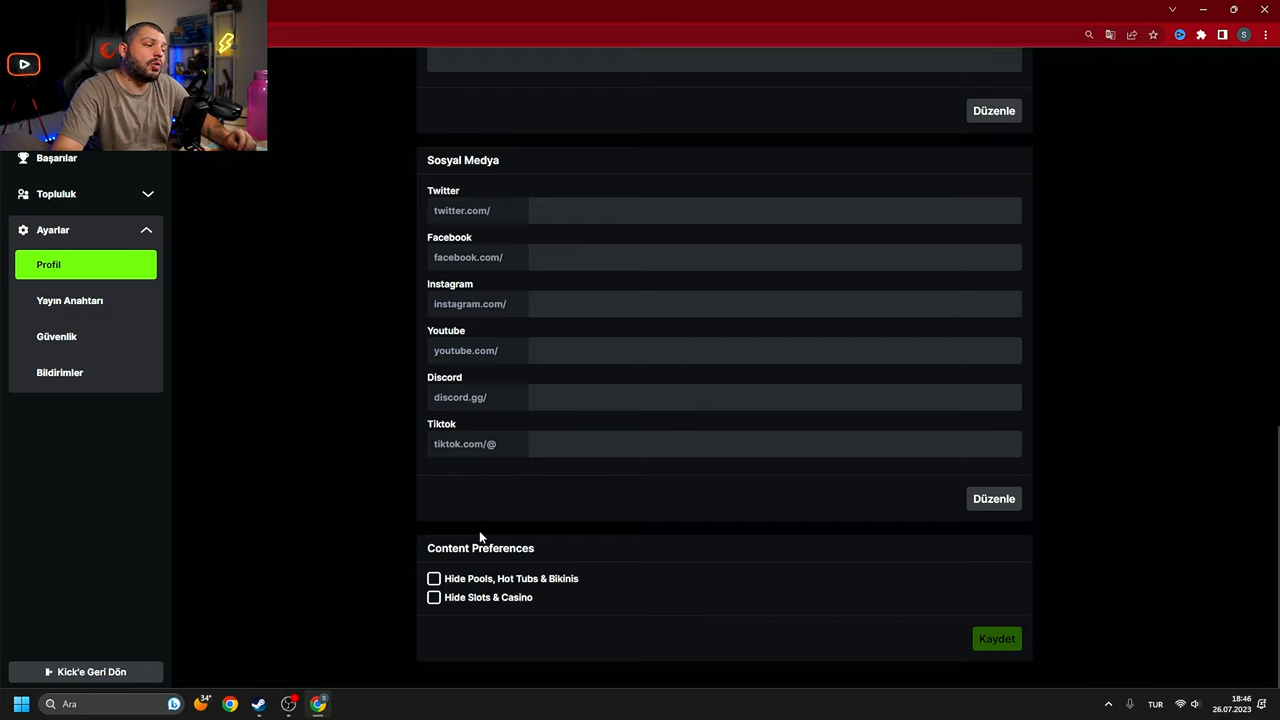 Düzenle
Başarılar
Topluluk
Ayarlar
Profil
Yayın Anahtarı
Güvenlik
Bildirimler
Kick'e Geri Dön
Sosyal Medya
Twitter
twitter.com/
Facebook
facebook.com/
Instagram
instagram.com/
Youtube
youtube.com/
Discord
discord.gg/
Tiktok
tiktok.com/@
Düzenle
Content Preferences
Hide Pools, Hot Tubs & Bikinis
Hide Slots & Casino
Kaydet
Ara
34°
TUR
18:46
26.07.2023